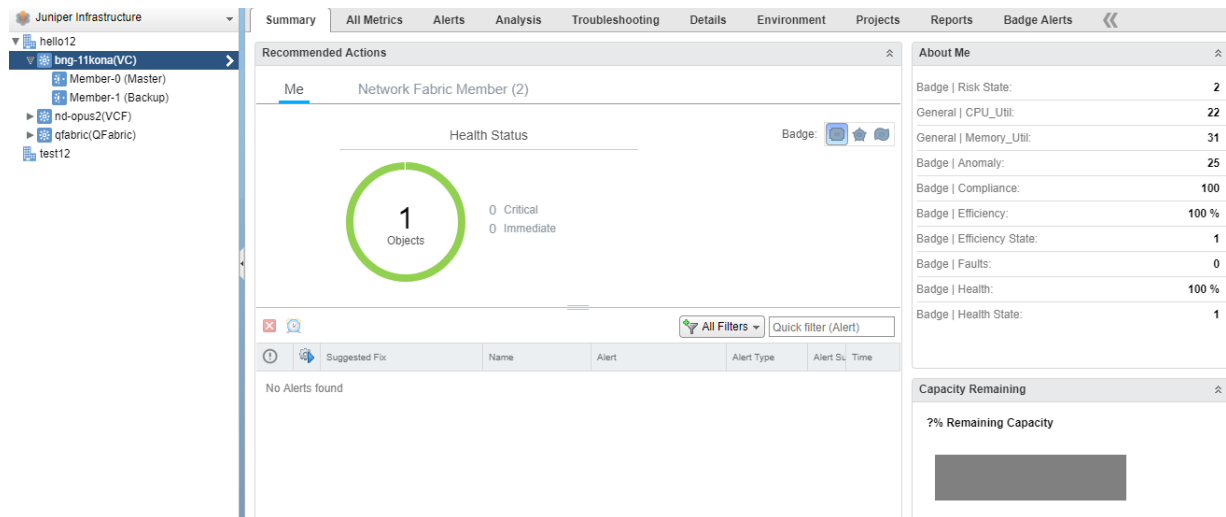 Juniper Infrastructure
hello12
bng-11kona(VC)
Member-0 (Master)
Member-1 (Backup)
nd-opus2(VCF)
qfabric(QFabric)
test12
Summary All Metrics Alerts Analysis Troubleshooting Details Environment Projects Reports Badge Alerts
Recommended Actions
Me Network Fabric Member (2)
Health Status Badge:
1
Objects
0 Critical
0 Immediate
All Filters Quick filter (Alert)
Suggested Fix Name Alert Alert Type Alert Su Time
No Alerts found
About Me
Badge | Risk State: 2
General | CPU_Util: 22
General | Memory_Util: 31
Badge | Anomaly: 25
Badge | Compliance: 100
Badge | Efficiency: 100 %
Badge | Efficiency State: 1
Badge | Faults: 0
Badge | Health: 100 %
Badge | Health State: 1
Capacity Remaining
?% Remaining Capacity